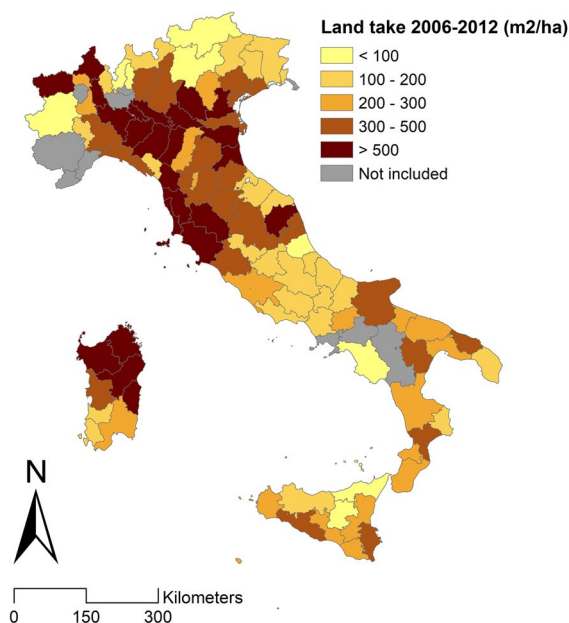 Land take 2006-2012 (m2/ha)
< 100
100 - 200
200 - 300
300 - 500
> 500
Not included
N
Kilometers
0 150 300